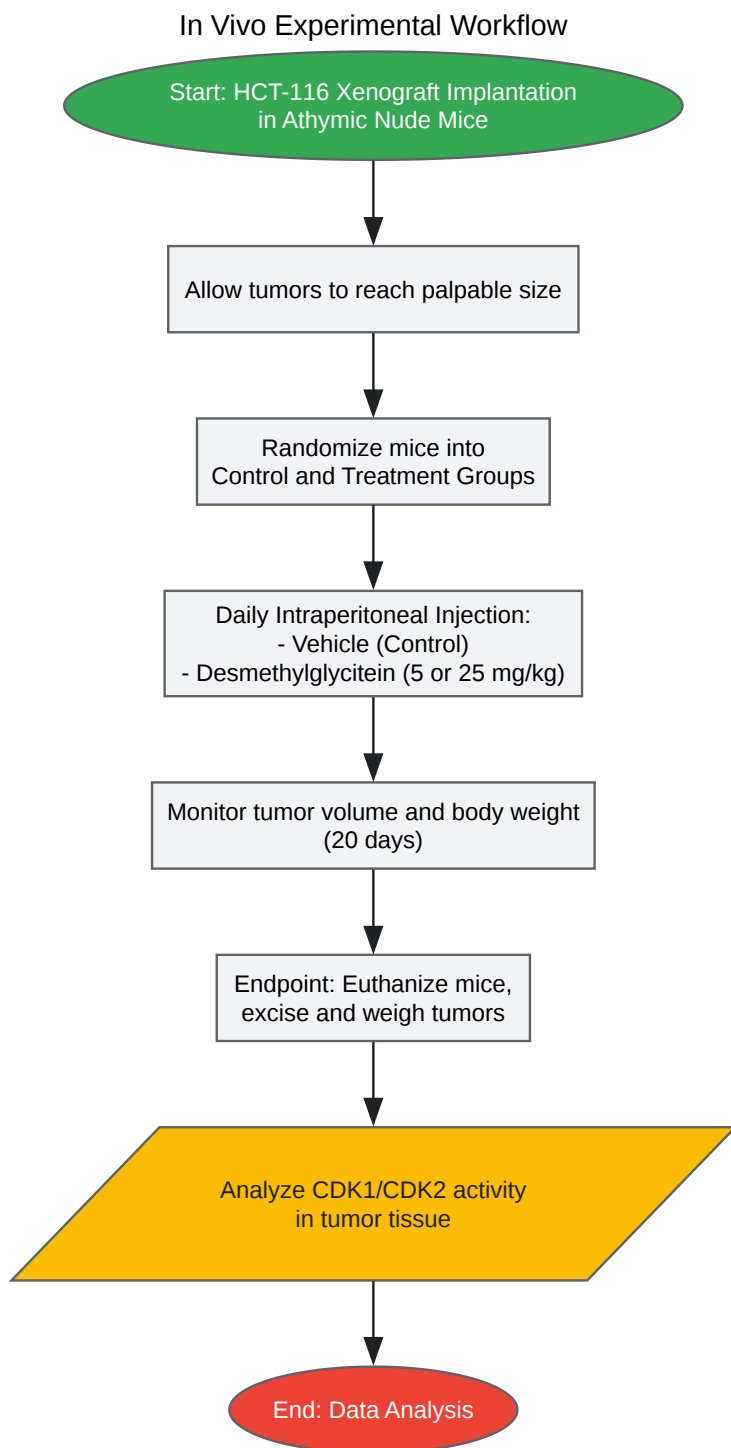 In Vivo Experimental Workflow
Start: HCT-116 Xenograft Implantation
in Athymic Nude Mice
Allow tumors to reach palpable size
Randomize mice into
Control and Treatment Groups
Daily Intraperitoneal Injection:
- Vehicle (Control)
- Desmethylglycitein (5 or 25 mg/kg)
Monitor tumor volume and body weight
(20 days)
Endpoint: Euthanize mice,
excise and weigh tumors
Analyze CDK1/CDK2 activity
in tumor tissue
End: Data Analysis